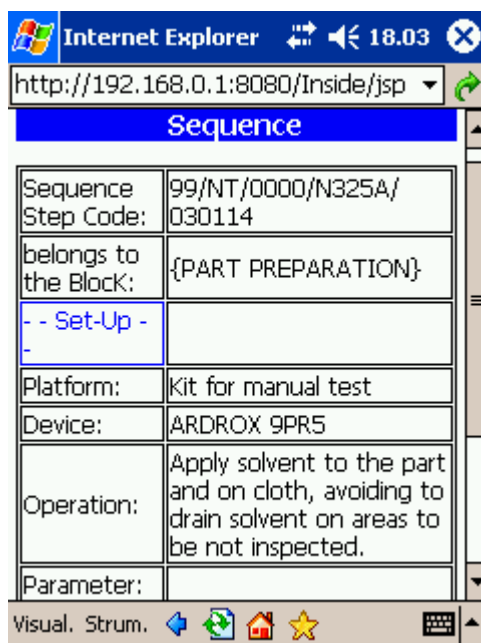 Internet Explorer 18.03
http://192.168.0.1:8080/Inside/jsp
Sequence
Sequence Step Code:
99/NT/0000/N325A/
030114
belongs to
the BlocK:
{PART PREPARATION}
- - Set-Up -
-
Platform:
Kit for manual test
Device:
ARDROX 9PR5
Operation:
Apply solvent to the part
and on cloth, avoiding to
drain solvent on areas to
be not inspected.
Parameter:
Visual. Strum.